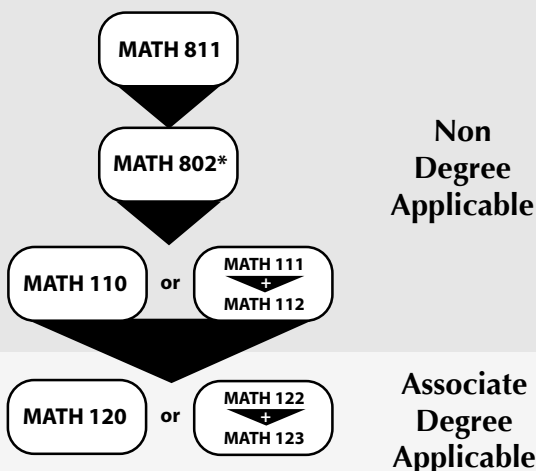 MATH 811
MATH 802*
Non
Degree
Applicable
MATH 110
or
MATH 111
+
MATH 112
MATH 120
or
MATH 122
+
MATH 123
Associate
Degree
Applicable